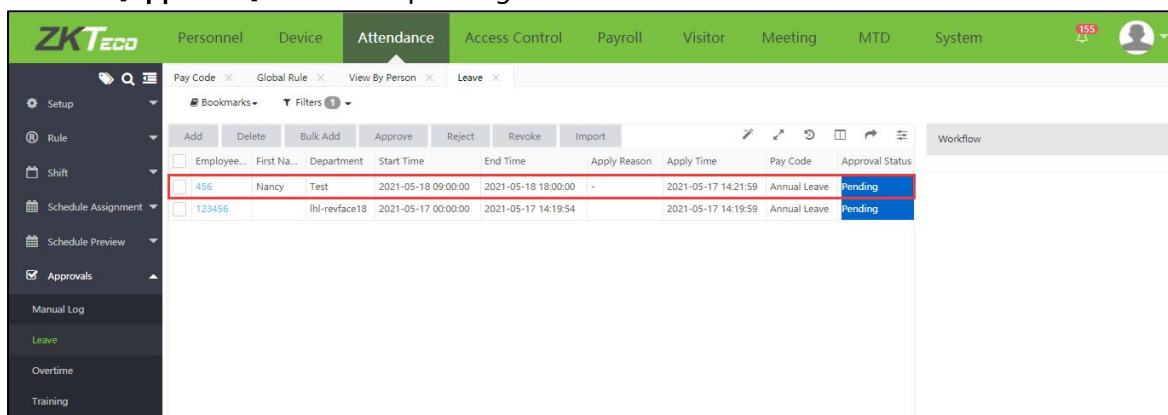 ZKTECO
Personnel Device Attendance Access Control Payroll Visitor Meeting MTD System 155
Pay Code × Global Rule × View By Person × Leave ×
Bookmarks Filters 1
Setup
Rule
Shift
Schedule Assignment
Schedule Preview
Approvals
Manual Log
Leave
Overtime
Training
Add Delete Bulk Add Approve Reject Revoke Import
Employee... First Na... Department Start Time End Time Apply Reason Apply Time Pay Code Approval Status
456 Nancy Test 2021-05-18 09:00:00 2021-05-18 18:00:00 - 2021-05-17 14:21:59 Annual Leave Pending
123456 lhl-revface18 2021-05-17 00:00:00 2021-05-17 14:19:54 2021-05-17 14:19:59 Annual Leave Pending
Workflow